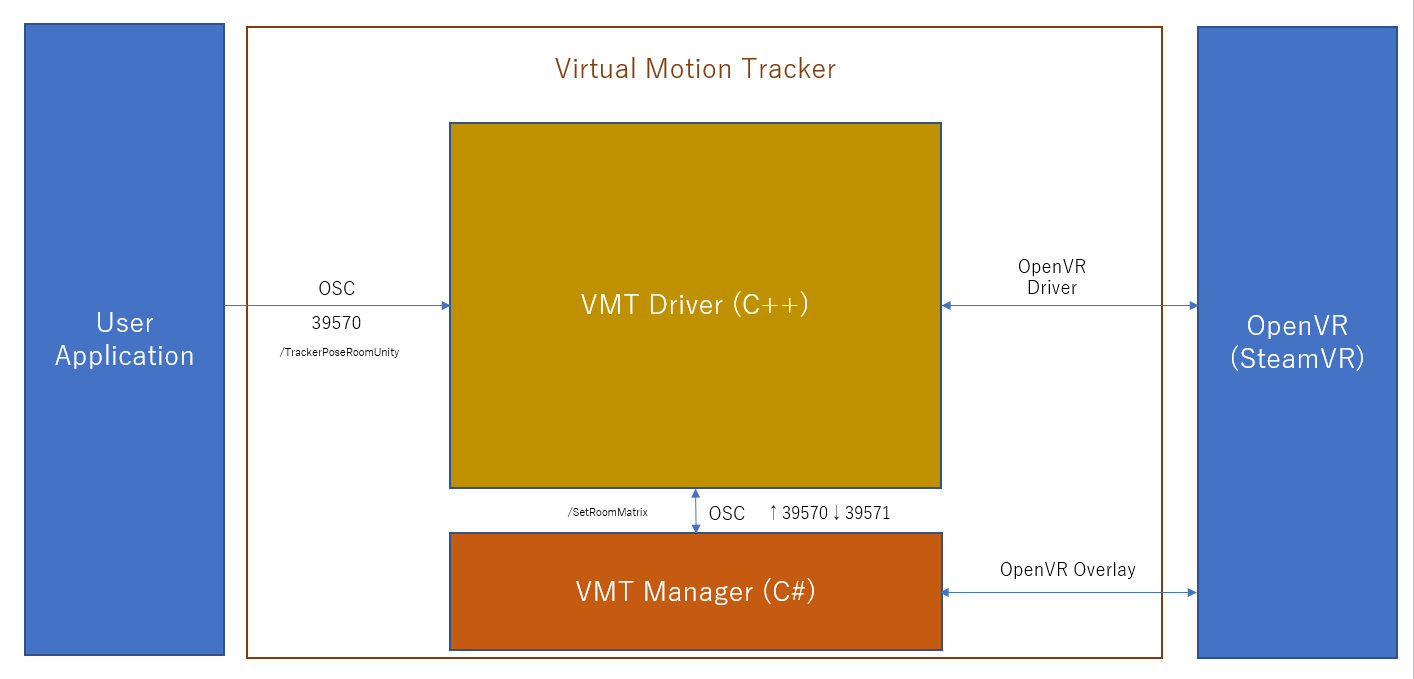 Virtual Motion Tracker
User
Application
OSC
39570
/TrackerPoseRoomUnity
VMT Driver (C++)
OpenVR
Driver
OpenVR
(SteamVR)
/SetRoomMatrix
OSC ↑39570↓39571
VMT Manager (C#)
OpenVR Overlay